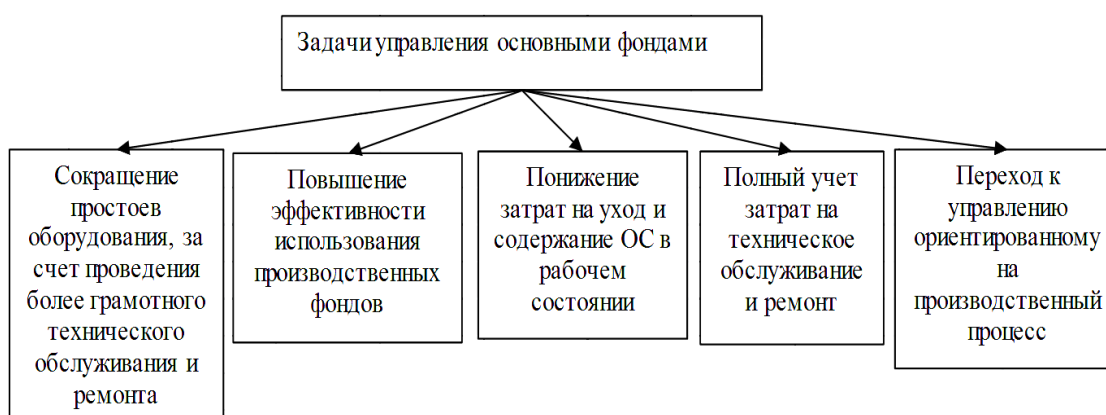 Задачи управления основными фондами
Сокращение
простоев
оборудования, за
счет проведения
более грамотного
технического
обслуживания и
ремонта
Повышение
эффективности
использования
производственных
фондов
Понижение
затрат на уход и
содержание ОС в
рабочем
состоянии
Полный учет
затрат на
техническое
обслуживание
и ремонт
Переход к
управлению
ориентированному
на
производственный
процесс